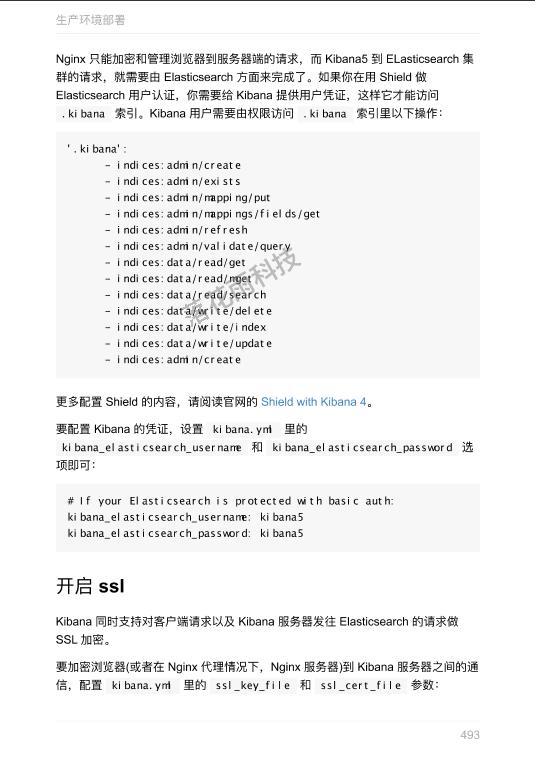 生产环境部署
Nginx 只能加密和管理浏览器到服务器端的请求，而 Kibana5 到 ELasticsearch 集
群的请求，就需要由 Elasticsearch 方面来完成了。如果你在用 Shield 做
Elasticsearch 用户认证，你需要给 Kibana 提供用户凭证，这样它才能访问
.kibana 索引。Kibana 用户需要由权限访问 .kibana 索引里以下操作：
'.kibana':
- indices:admin/create
- indices:admin/exists
- indices:admin/mapping/put
- indices:admin/mappings/fields/get
- indices:admin/refresh
- indices:admin/validate/query
- indices:data/read/get
- indices:data/read/mget
- indices:data/read/search
- indices:data/write/delete
- indices:data/write/index
- indices:data/write/update
- indices:admin/create
落花雨科技
更多配置 Shield 的内容，请阅读官网的 Shield with Kibana 4。
要配置 Kibana 的凭证，设置 kibana.yml 里的
kibana_elasticsearch_username 和 kibana_elasticsearch_password 选
项即可：
# If your Elasticsearch is protected with basic auth:
kibana_elasticsearch_username: kibana5
kibana_elasticsearch_password: kibana5
开启 ssl
Kibana 同时支持对客户端请求以及 Kibana 服务器发往 Elasticsearch 的请求做
SSL 加密。
要加密浏览器(或者在 Nginx 代理情况下，Nginx 服务器)到 Kibana 服务器之间的通
信，配置 kibana.yml 里的 ssl_key_file 和 ssl_cert_file 参数：
493